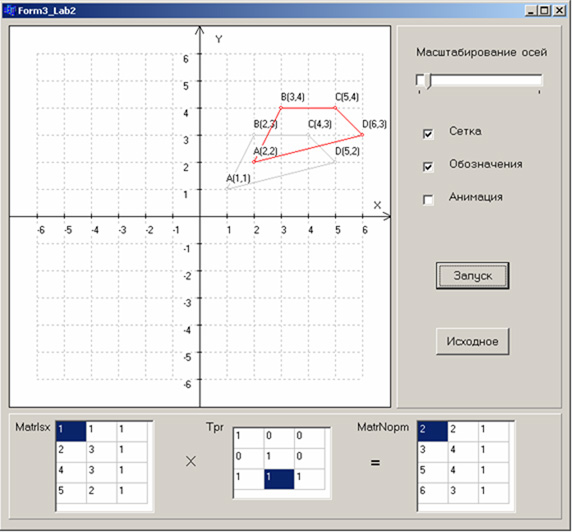 Form3_Lab2
Y
6
5
4
3
2
1
B(3,4) C(5,4)
B(2,3) C(4,3) D(6,3)
A(2,2) D(5,2)
A(1,1)
X
-6 -5 -4 -3 -2 -1 1 2 3 4 5 6
-1
-2
-3
-4
-5
-6
Масштабирование осей
Сетка
Обозначения
Анимация
Запуск
Исходное
MatrIsx
1 1 1
2 3 1
4 3 1
5 2 1
X
Tpr
1 0 0
0 1 0
1 1 1
=
MatrNopm
2 2 1
3 4 1
5 4 1
6 3 1